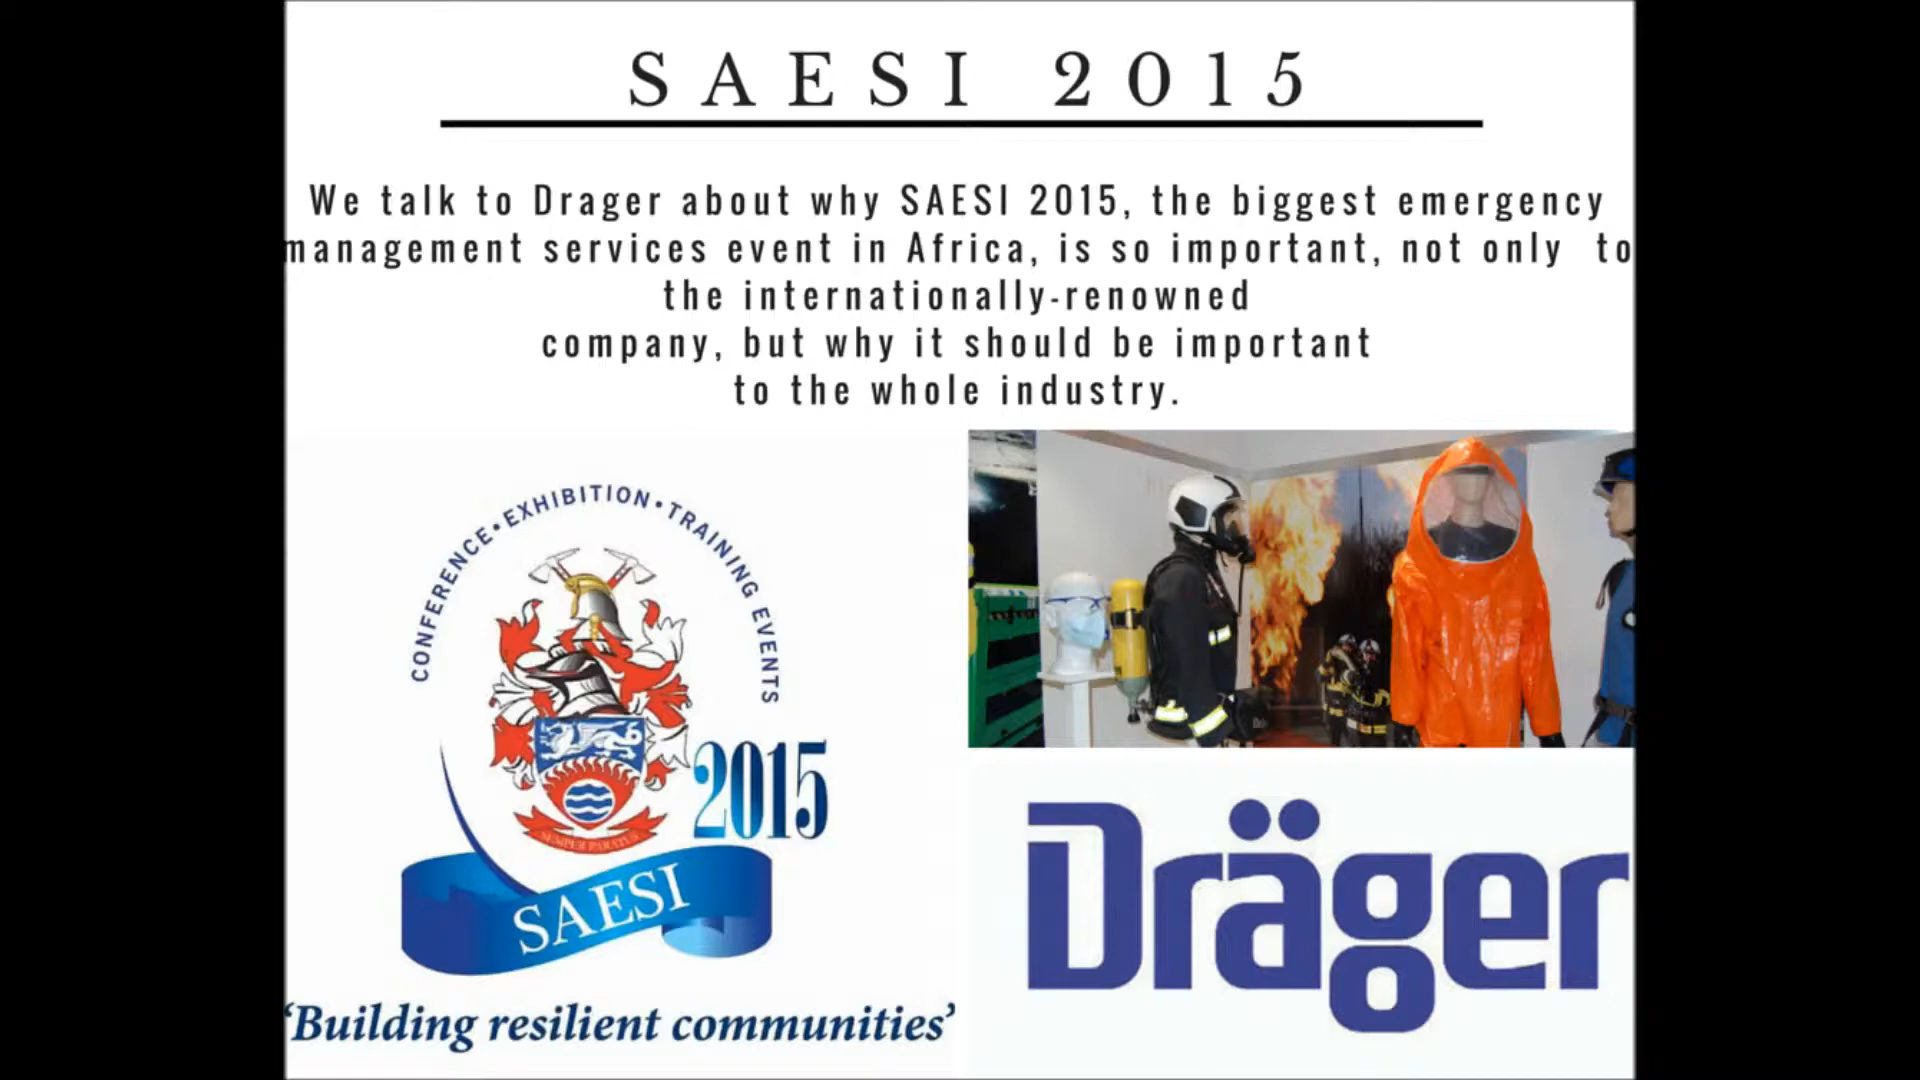 SAESI 2015
We talk to Drager about why SAESI 2015, the biggest emergency
management services event in Africa, is so important, not only to
the internationally-renowned
company, but why it should be important
to the whole industry.
CONFERENCE • EXHIBITION • TRAINING EVENTS
2015
SEMPER PARATUS
SAESI
'Building resilient communities'
Dräger